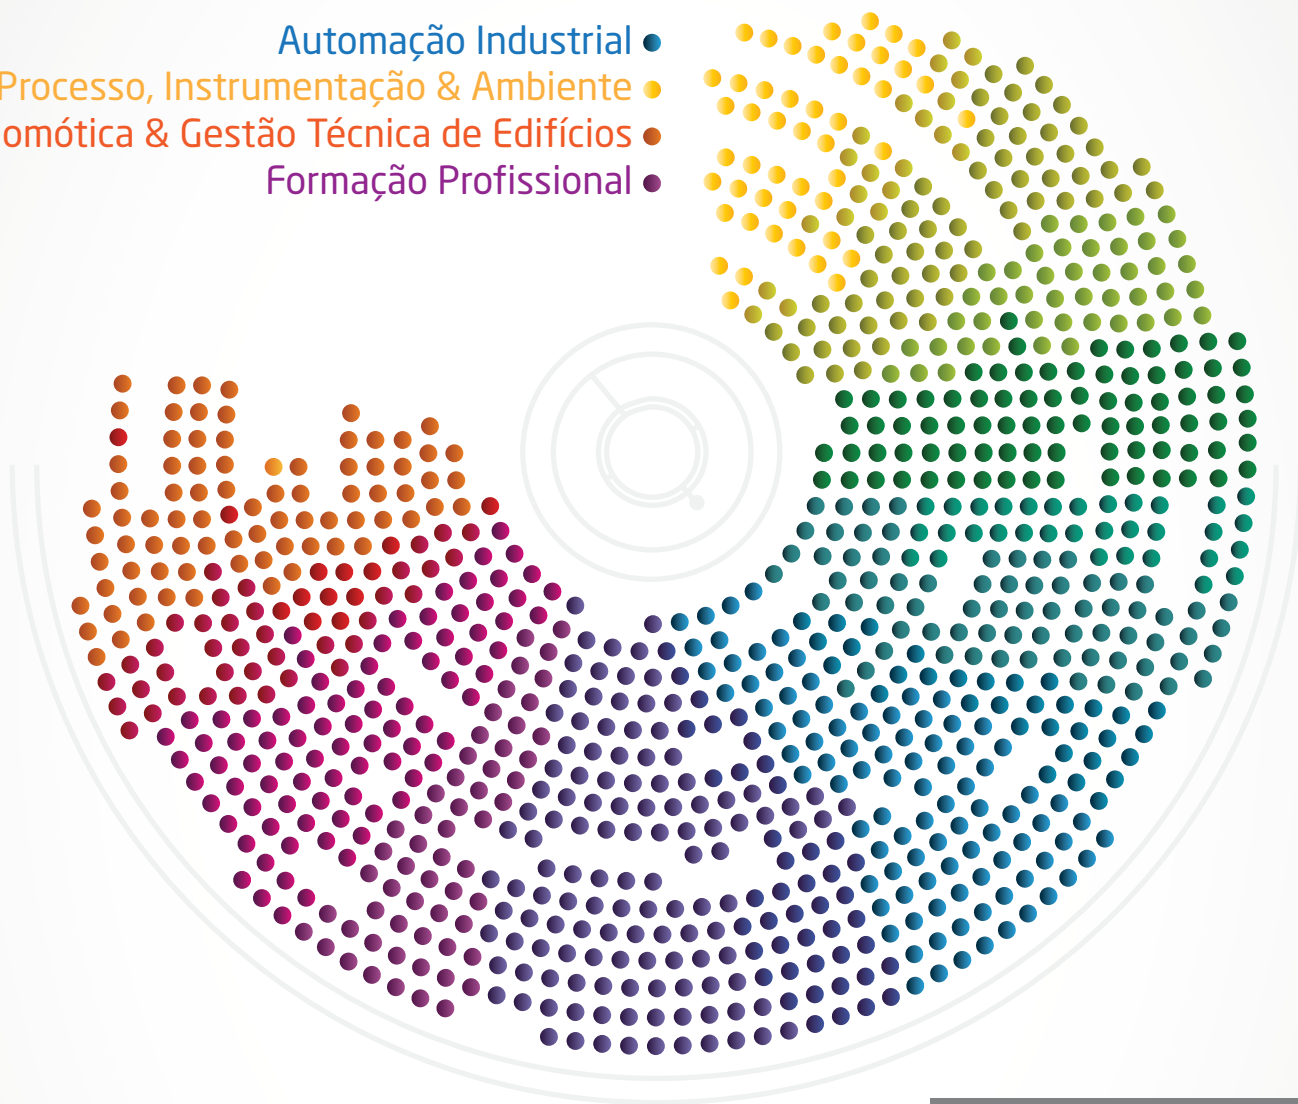 Automação Industrial
Processo, Instrumentação & Ambiente
omótica & Gestão Técnica de Edifícios
Formação Profissional